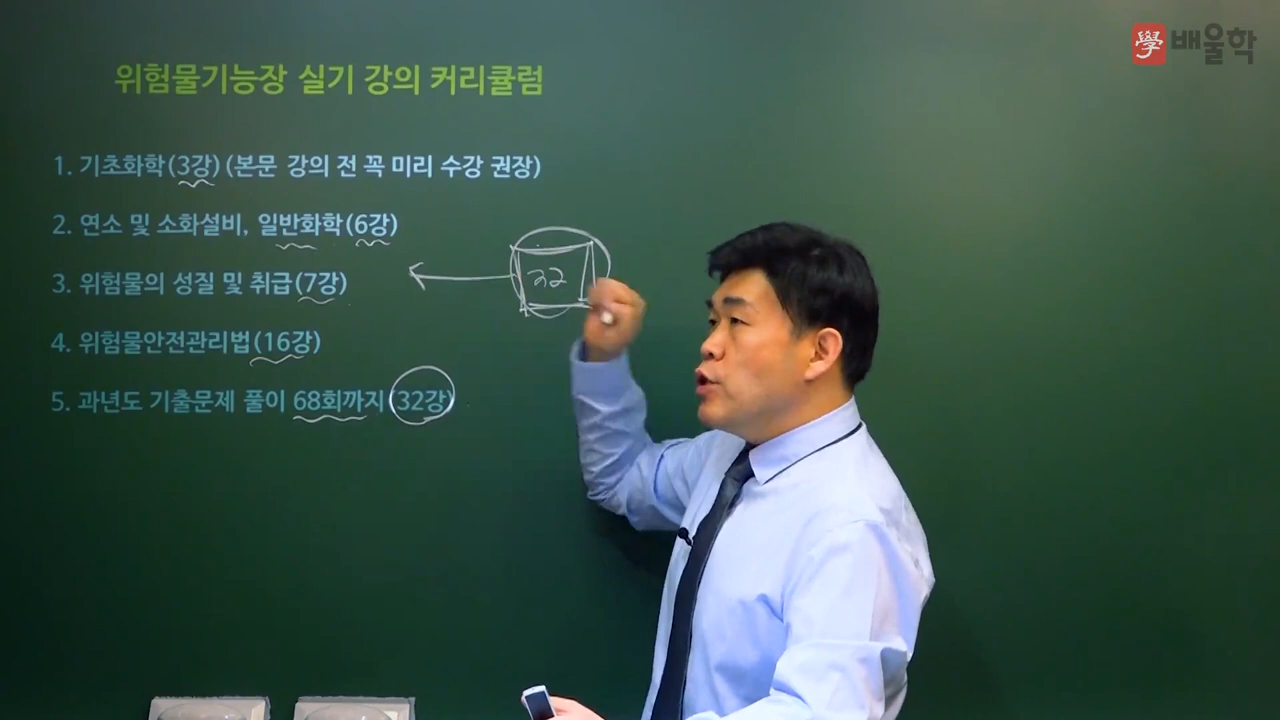 學 배울학
위험물기능장 실기 강의 커리큘럼
1. 기초화학(3강)(본문 강의 전 꼭 미리 수강 권장)
2. 연소 및 소화설비, 일반화학(6강)
3. 위험물의 성질 및 취급(7강)
4. 위험물안전관리법(16강)
5. 과년도 기출문제 풀이 68회까지(32강)